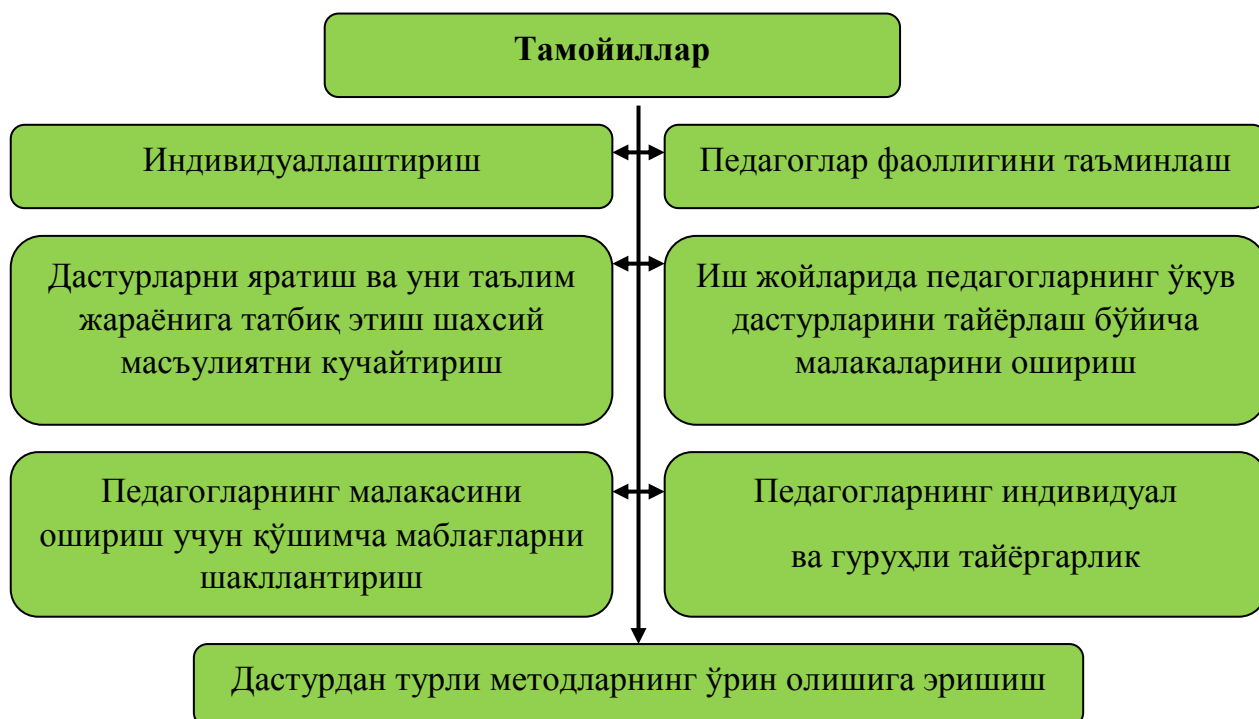 Тамойиллар
Индивидуаллаштириш
Педагоглар фаоллигини таъминлаш
Дастурларни яратиш ва уни таълим
жараёнига татбиқ этиш шахсий
масъулиятни кучайтириш
Иш жойларида педагогларнинг ўқув
дастурларини тайёрлаш бўйича
малакаларини ошириш
Педагогларнинг малакасини
ошириш учун қўшимча маблағларни
шакллантириш
Педагогларнинг индивидуал
ва гуруҳли тайёргарлик
Дастурдан турли методларнинг ўрин олишига эришиш